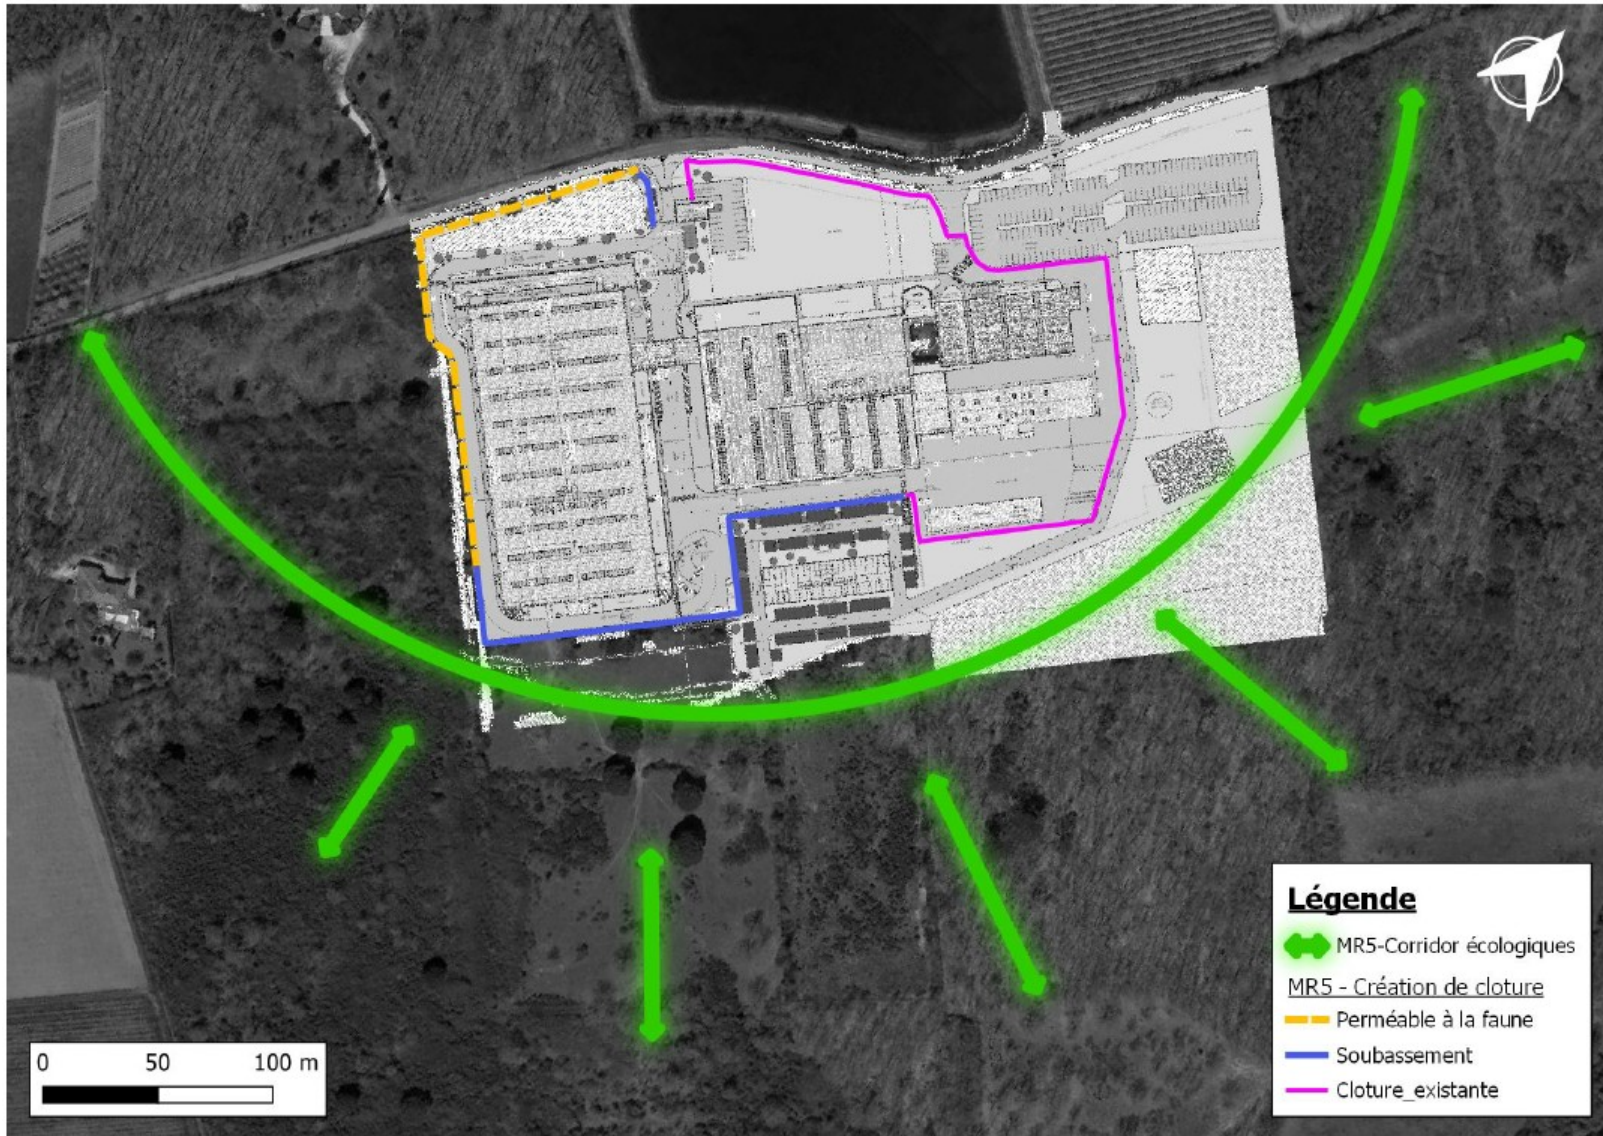 Légende
MR5-Corridor écologiques
MR5 - Création de cloture
Perméable à la faune
Soubassement
Cloture_existante
0 50 100 m